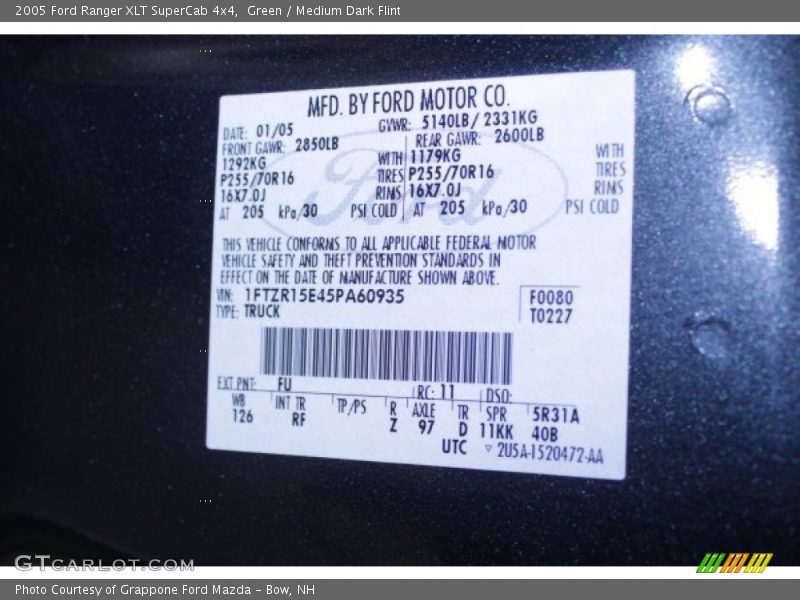 2005 Ford Ranger XLT SuperCab 4x4,  Green / Medium Dark Flint
MFD. BY FORD MOTOR CO.
DATE: 01/05 GVWR: 5140LB/ 2331KG
FRONT GAWR: 2850LB REAR GAWR: 2600LB
1292KG WITH 1179KG WITH
P255/70R16 TIRES P255/70R16 TIRES
16X7.0J RIMS 16X7.0J RIMS
AT 205 kPa/30 PSI COLD AT 205 kPa/30 PSI COLD
Ford
THIS VEHICLE CONFORMS TO ALL APPLICABLE FEDERAL MOTOR
VEHICLE SAFETY AND THEFT PREVENTION STANDARDS IN
EFFECT ON THE DATE OF MANUFACTURE SHOWN ABOVE.
VIN: 1FTZR15E45PA60935 F0080
TYPE: TRUCK T0227
EXT PNT: FU RC: 11 DSO:
WB INT TR TP/PS R AXLE TR SPR 5R31A
126 RF Z 97 D 11KK 40B
UTC ▽ 2U5A-1520472-AA
GTCARLOT.COM
Photo Courtesy of Grappone Ford Mazda - Bow, NH